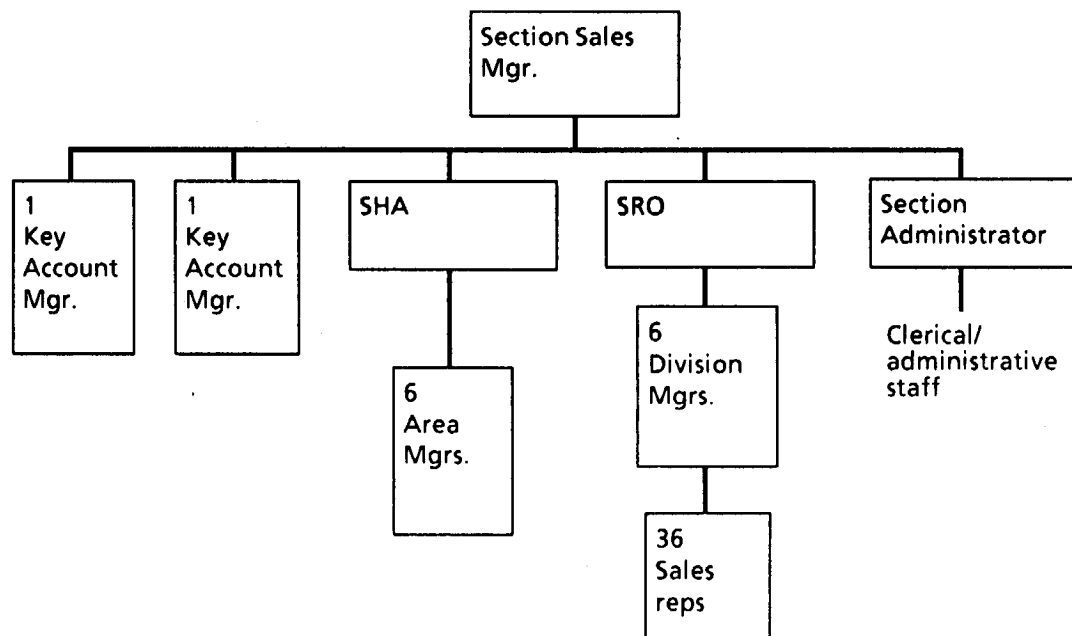 Section Sales
Mgr.
1
Key
Account
Mgr.
1
Key
Account
Mgr.
SHA
SRO
Section
Administrator
6
Area
Mgrs.
6
Division
Mgrs.
Clerical/
administrative
staff
36
Sales
reps